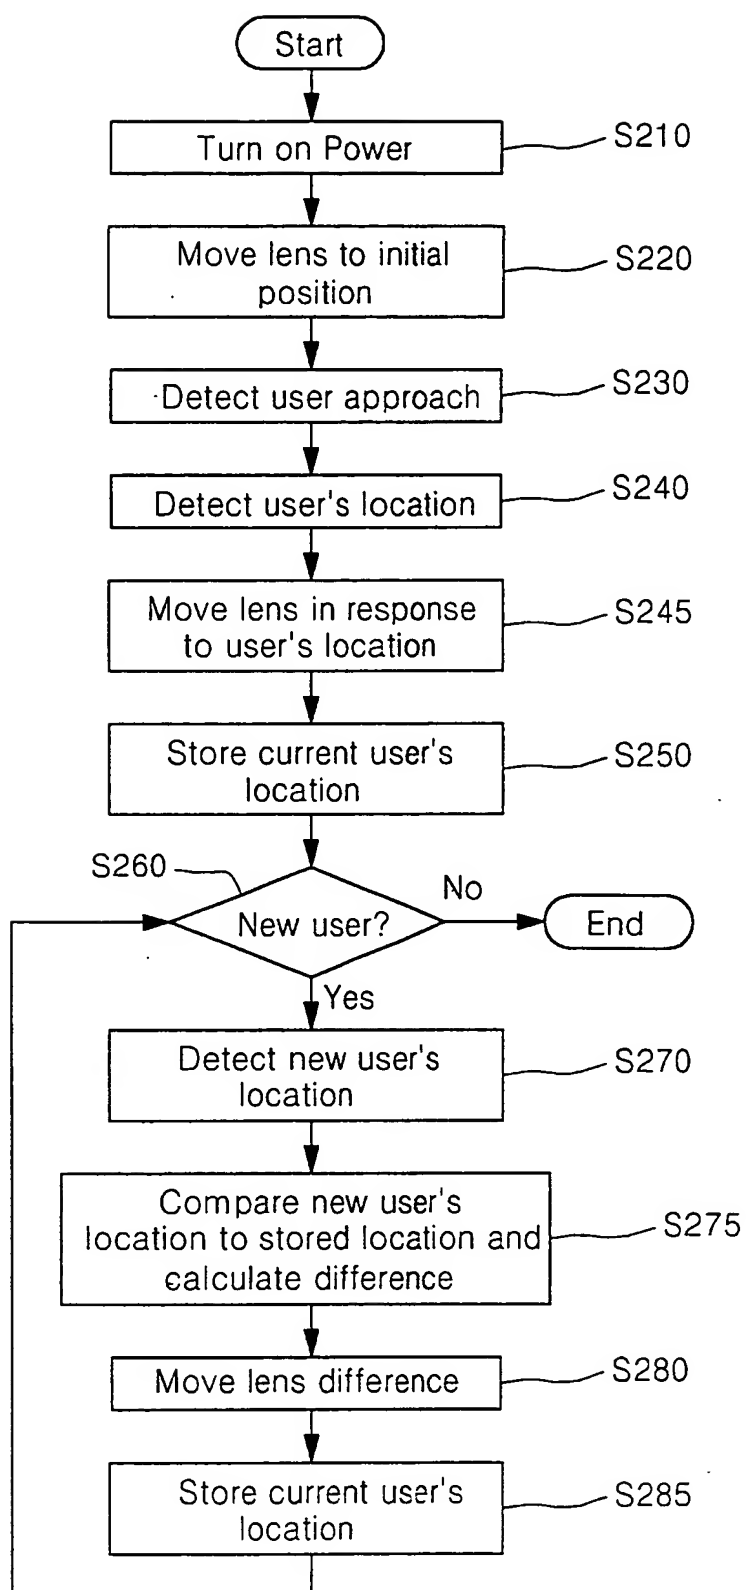 Start
Turn on Power
S210
Move lens to initial
position
S220
Detect user approach
S230
Detect user's location
S240
Move lens in response
to user's location
S245
Store current user's
location
S250
S260
New user?
No
End
Yes
Detect new user's
location
S270
Compare new user's
location to stored location and
calculate difference
S275
Move lens difference
S280
Store current user's
location
S285